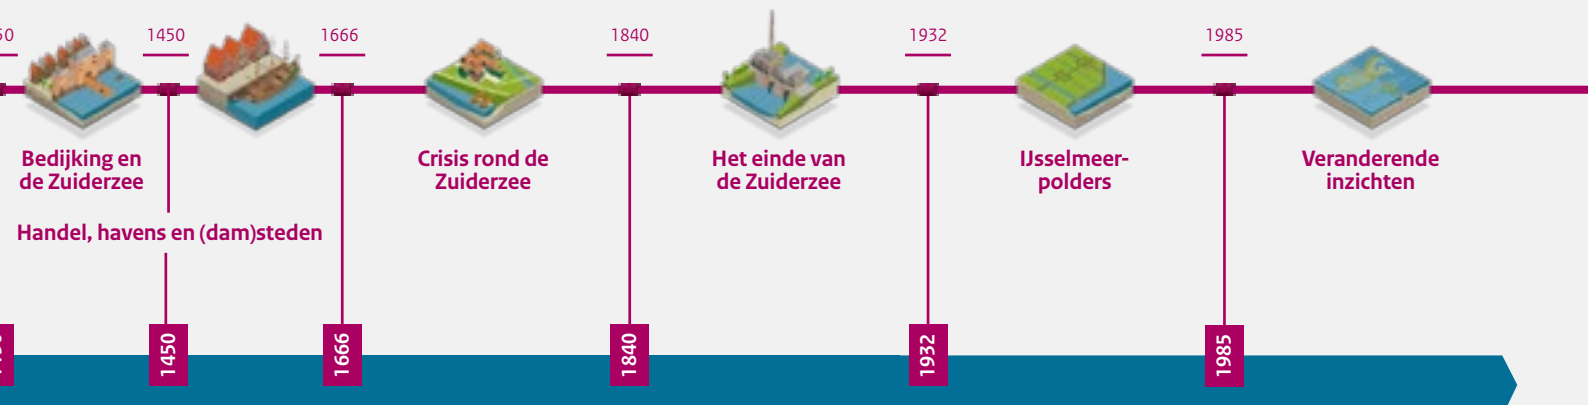 50
1450
1666
1840
1932
1985
Bedijking en
de Zuiderzee
Crisis rond de
Zuiderzee
Het einde van
de Zuiderzee
IJsselmeer-
polders
Veranderende
inzichten
Handel, havens en (dam)steden
1450
1666
1840
1932
1985